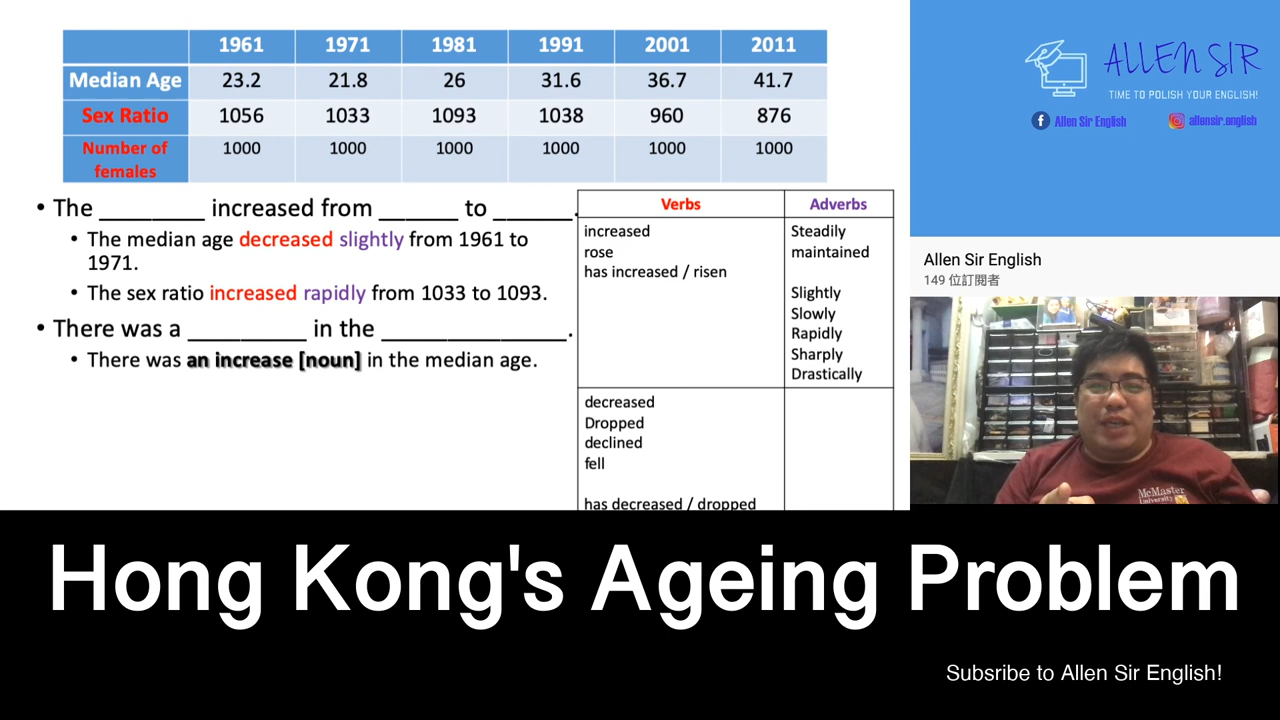 1961 1971 1981 1991 2001 2011
Median Age 23.2 21.8 26 31.6 36.7 41.7
Sex Ratio 1056 1033 1093 1038 960 876
Number of females 1000 1000 1000 1000 1000 1000
• The ________ increased from ______ to ______.
• The median age decreased slightly from 1961 to
1971.
• The sex ratio increased rapidly from 1033 to 1093.
• There was a _________ in the ______________.
• There was an increase [noun] in the median age.
Verbs Adverbs
increased
rose
has increased / risen
Steadily
maintained
Slightly
Slowly
Rapidly
Sharply
Drastically
decreased
Dropped
declined
fell
has decreased / dropped
ALLEN SIR
TIME TO POLISH YOUR ENGLISH!
f Allen Sir English allensir.english
Allen Sir English
149 位訂閱者
McMaster
University
Hong Kong's Ageing Problem
Subsribe to Allen Sir English!